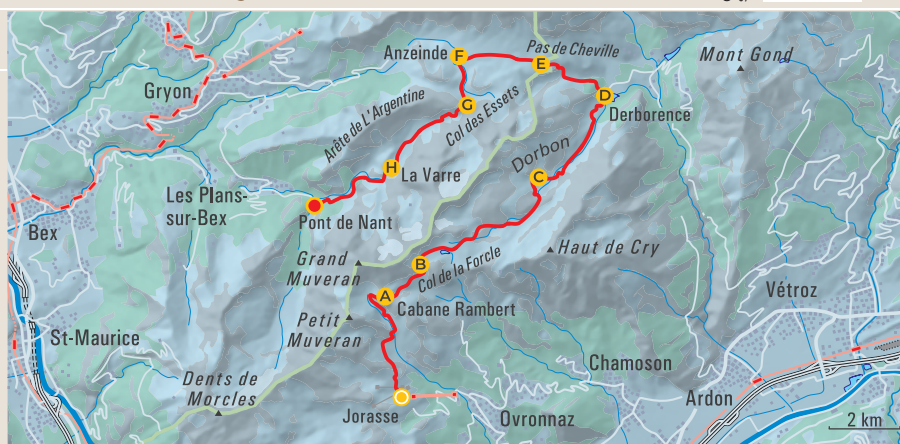 Mont Gond
Pas de Cheville
Anzeinde
F
E
Gryon
D
Derborence
G
Col des Essets
Arête de L'Argentine
Dorbon
H
La Varre
C
Les Plans-
sur-Bex
Pont de Nant
Bex
Grand
Muveran
B
Col de la Forcle
Haut de Cry
A
Cabane Rambert
Vétroz
Petit
Muveran
St-Maurice
Chamoson
Dents de
Morcles
Ardon
Jorasse
Ovronnaz
2 km